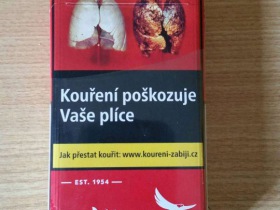 Kouření poškozuje
Vaše plíce
Jak přestat kouřit: www.koureni-zabiji.cz
EST. 1954